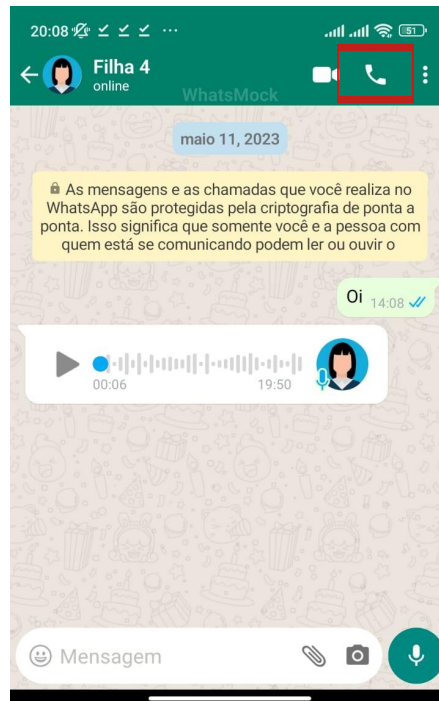 20:08
51
Filha 4
online
WhatsMock
maio 11, 2023
As mensagens e as chamadas que você realiza no
WhatsApp são protegidas pela criptografia de ponta a
ponta. Isso significa que somente você e a pessoa com
quem está se comunicando podem ler ou ouvir o
Oi 14:08
00:06 19:50
Mensagem